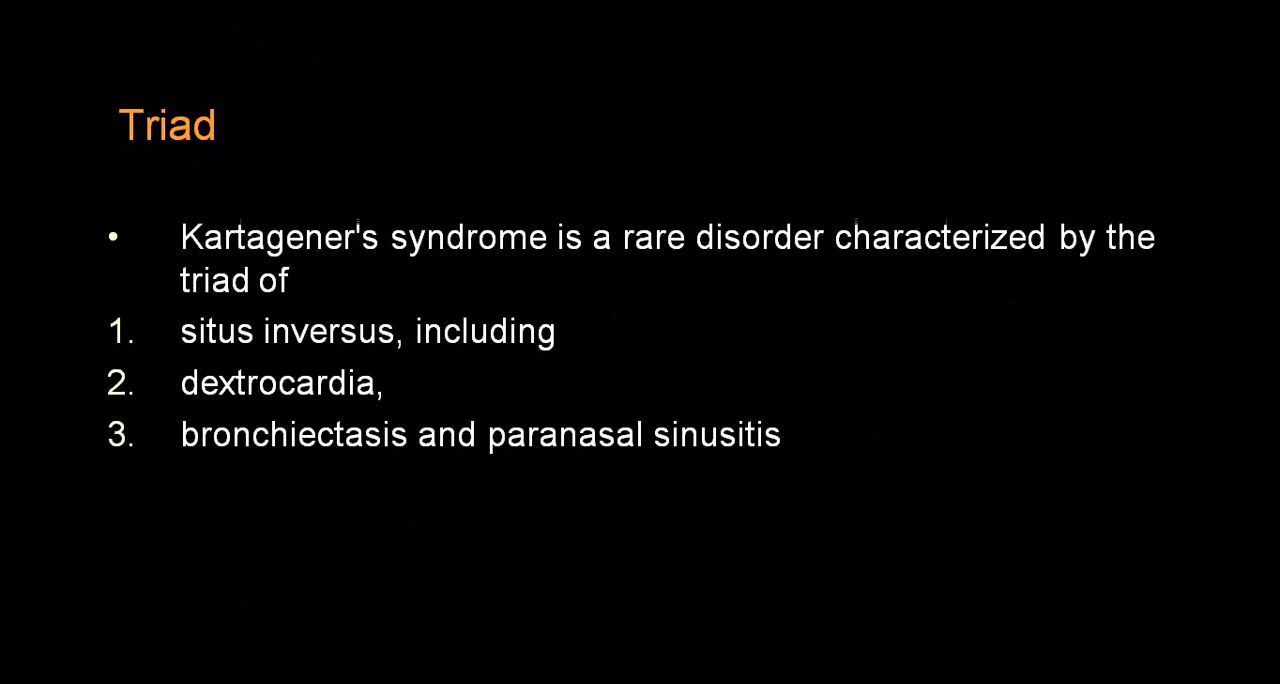 Triad
• Kartagener's syndrome is a rare disorder characterized by the
triad of
1. situs inversus, including
2. dextrocardia,
3. bronchiectasis and paranasal sinusitis